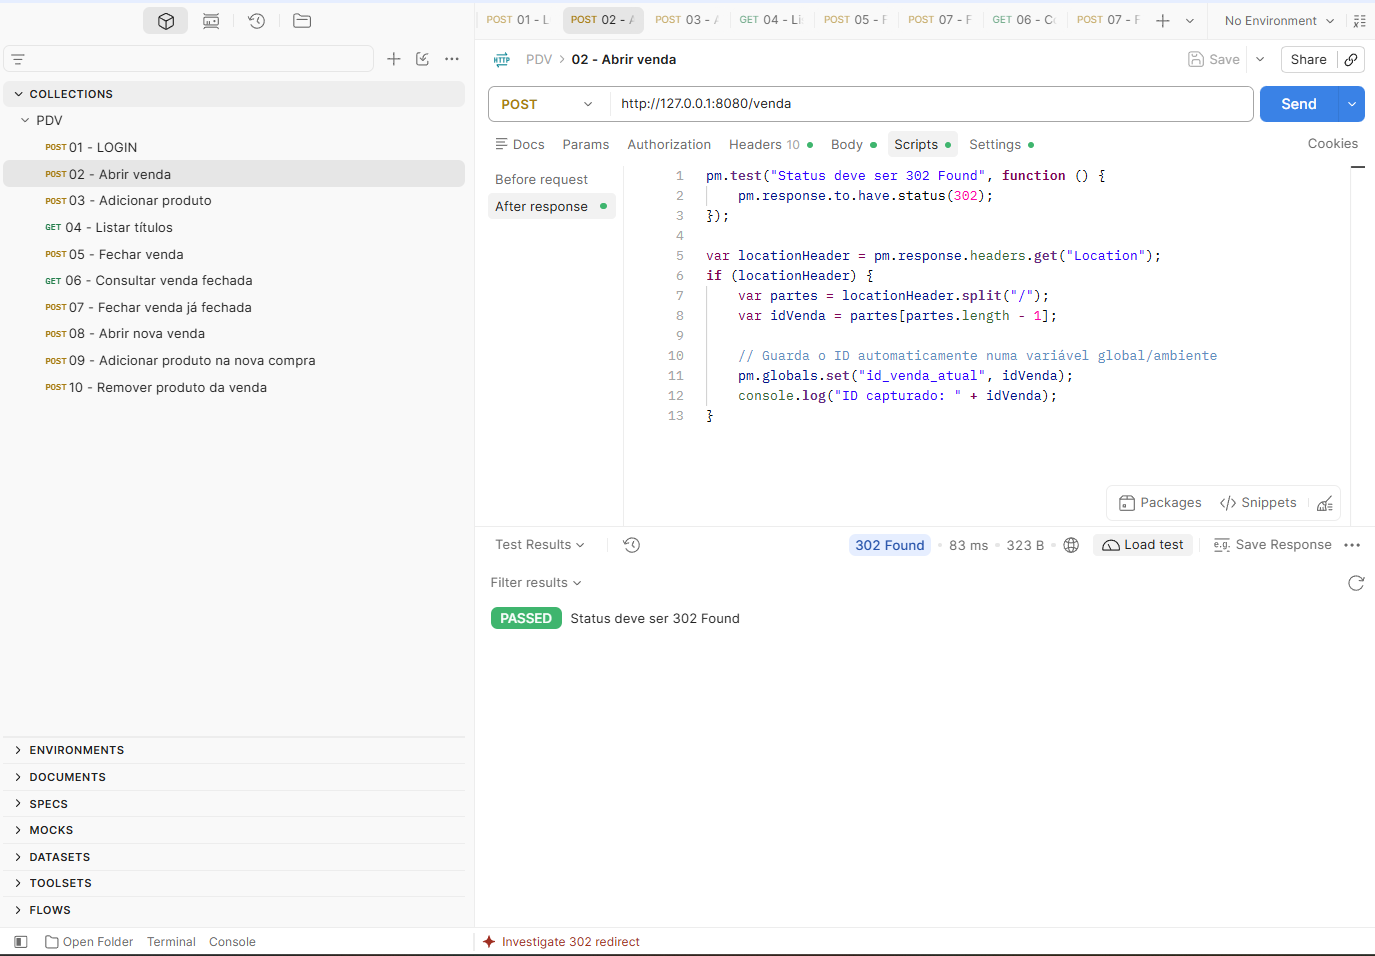 POST 01 - L
POST 02 - A
POST 03 - A
GET 04 - Li
POST 05 - F
POST 07 - F
GET 06 - Co
POST 07 - F
No Environment
HTTP PDV > 02 - Abrir venda
Save
Share
COLLECTIONS
PDV
POST 01 - LOGIN
POST 02 - Abrir venda
POST 03 - Adicionar produto
GET 04 - Listar títulos
POST 05 - Fechar venda
GET 06 - Consultar venda fechada
POST 07 - Fechar venda já fechada
POST 08 - Abrir nova venda
POST 09 - Adicionar produto na nova compra
POST 10 - Remover produto da venda
POST http://127.0.0.1:8080/venda
Send
Docs Params Authorization Headers 10 Body Scripts Settings Cookies
Before request
After response
1 pm.test("Status deve ser 302 Found", function () {
2 pm.response.to.have.status(302);
3 });
4
5 var locationHeader = pm.response.headers.get("Location");
6 if (locationHeader) {
7 var partes = locationHeader.split("/");
8 var idVenda = partes[partes.length - 1];
9
10 // Guarda o ID automaticamente numa variável global/ambiente
11 pm.globals.set("id_venda_atual", idVenda);
12 console.log("ID capturado: " + idVenda);
13 }
Packages </> Snippets
Test Results
302 Found • 83 ms • 323 B •
Load test
e.g. Save Response
Filter results
PASSED Status deve ser 302 Found
ENVIRONMENTS
DOCUMENTS
SPECS
MOCKS
DATASETS
TOOLSETS
FLOWS
Open Folder Terminal Console
Investigate 302 redirect